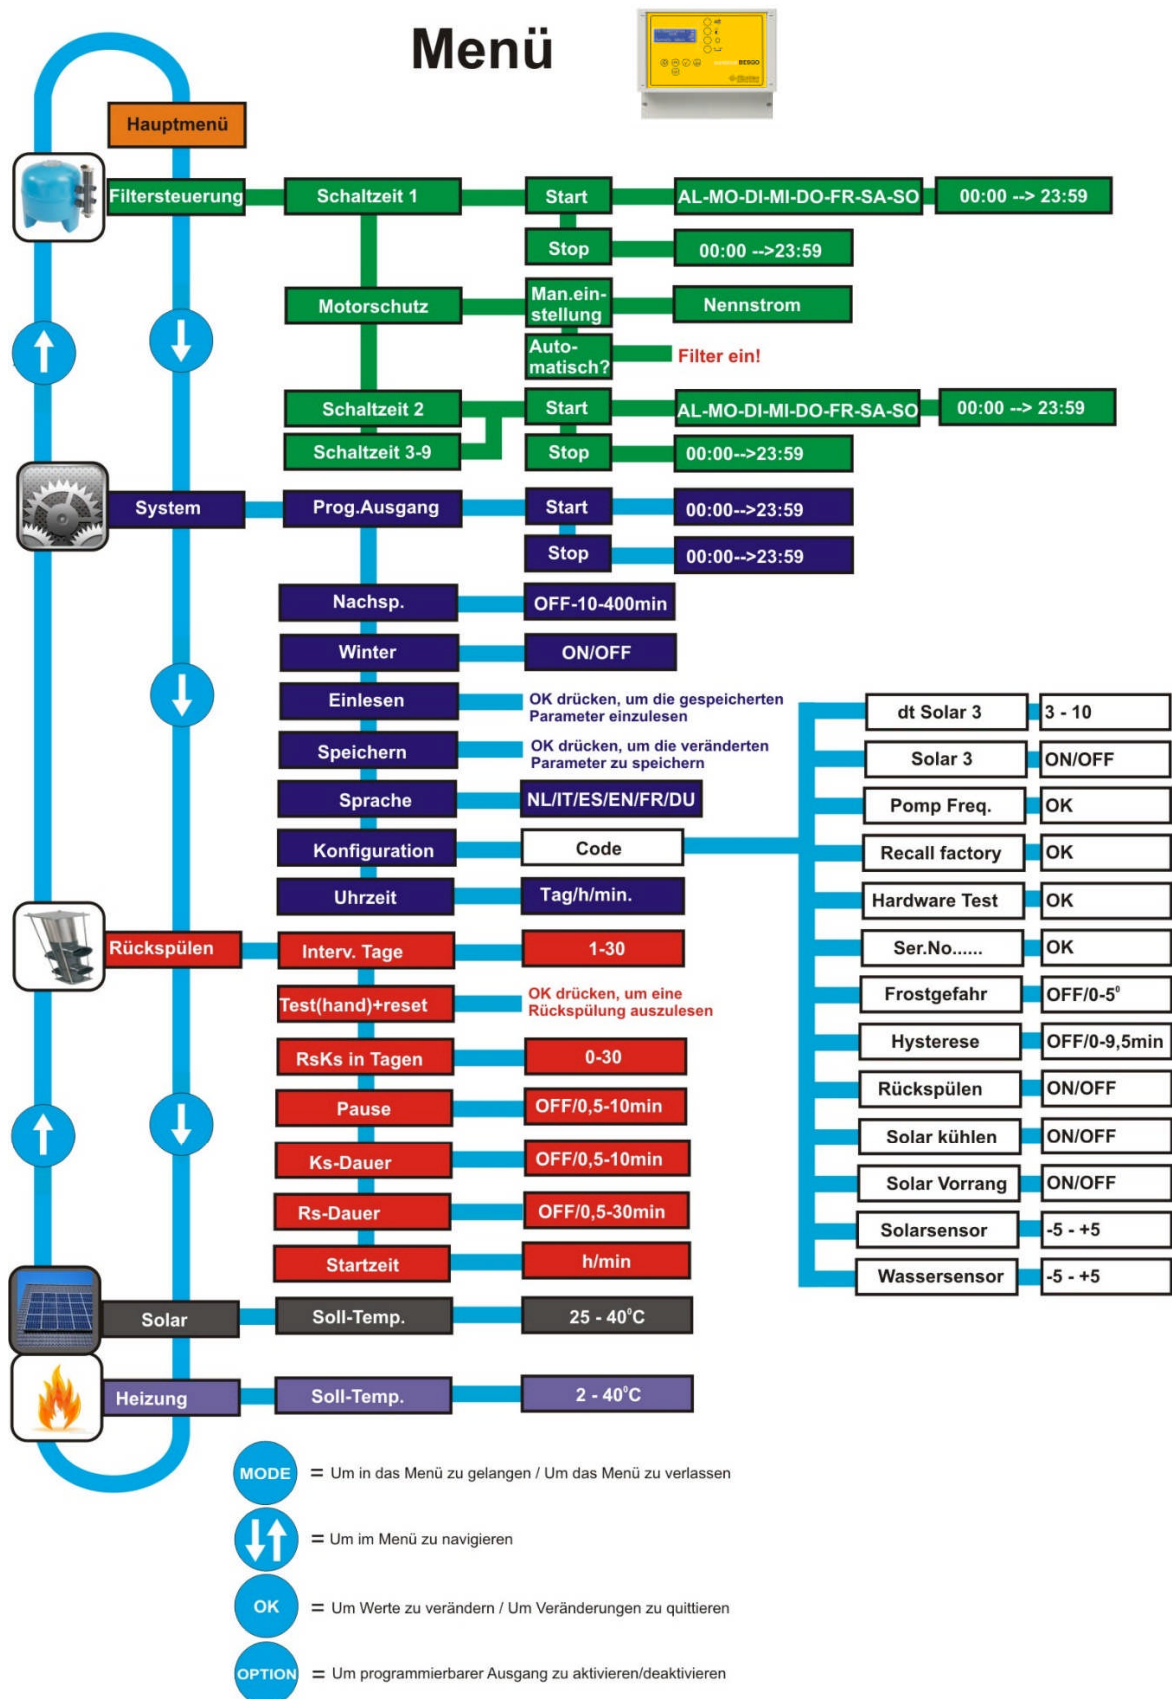 Menü
BESGO
Hauptmenü
Filtersteuerung
Schaltzeit 1
Start
AL-MO-DI-MI-DO-FR-SA-SO
00:00 --> 23:59
Stop
00:00 -->23:59
Motorschutz
Man.ein-
stellung
Nennstrom
Auto-
matisch?
Filter ein!
Schaltzeit 2
Start
AL-MO-DI-MI-DO-FR-SA-SO
00:00 --> 23:59
Schaltzeit 3-9
Stop
00:00-->23:59
System
Prog.Ausgang
Start
00:00-->23:59
Stop
00:00-->23:59
Nachsp.
OFF-10-400min
Winter
ON/OFF
Einlesen
OK drücken, um die gespeicherten
Parameter einzulesen
Speichern
OK drücken, um die veränderten
Parameter zu speichern
Sprache
NL/IT/ES/EN/FR/DU
Konfiguration
Code
Uhrzeit
Tag/h/min.
dt Solar 3
3 - 10
Solar 3
ON/OFF
Pomp Freq.
OK
Recall factory
OK
Hardware Test
OK
Ser.No......
OK
Frostgefahr
OFF/0-5⁰
Hysterese
OFF/0-9,5min
Rückspülen
ON/OFF
Solar kühlen
ON/OFF
Solar Vorrang
ON/OFF
Solarsensor
-5 - +5
Wassersensor
-5 - +5
Rückspülen
Interv. Tage
1-30
Test(hand)+reset
OK drücken, um eine
Rückspülung auszulesen
RsKs in Tagen
0-30
Pause
OFF/0,5-10min
Ks-Dauer
OFF/0,5-10min
Rs-Dauer
OFF/0,5-30min
Startzeit
h/min
Solar
Soll-Temp.
25 - 40⁰C
Heizung
Soll-Temp.
2 - 40⁰C
MODE = Um in das Menü zu gelangen / Um das Menü zu verlassen
↓↑ = Um im Menü zu navigieren
OK = Um Werte zu verändern / Um Veränderungen zu quittieren
OPTION = Um programmierbarer Ausgang zu aktivieren/deaktivieren